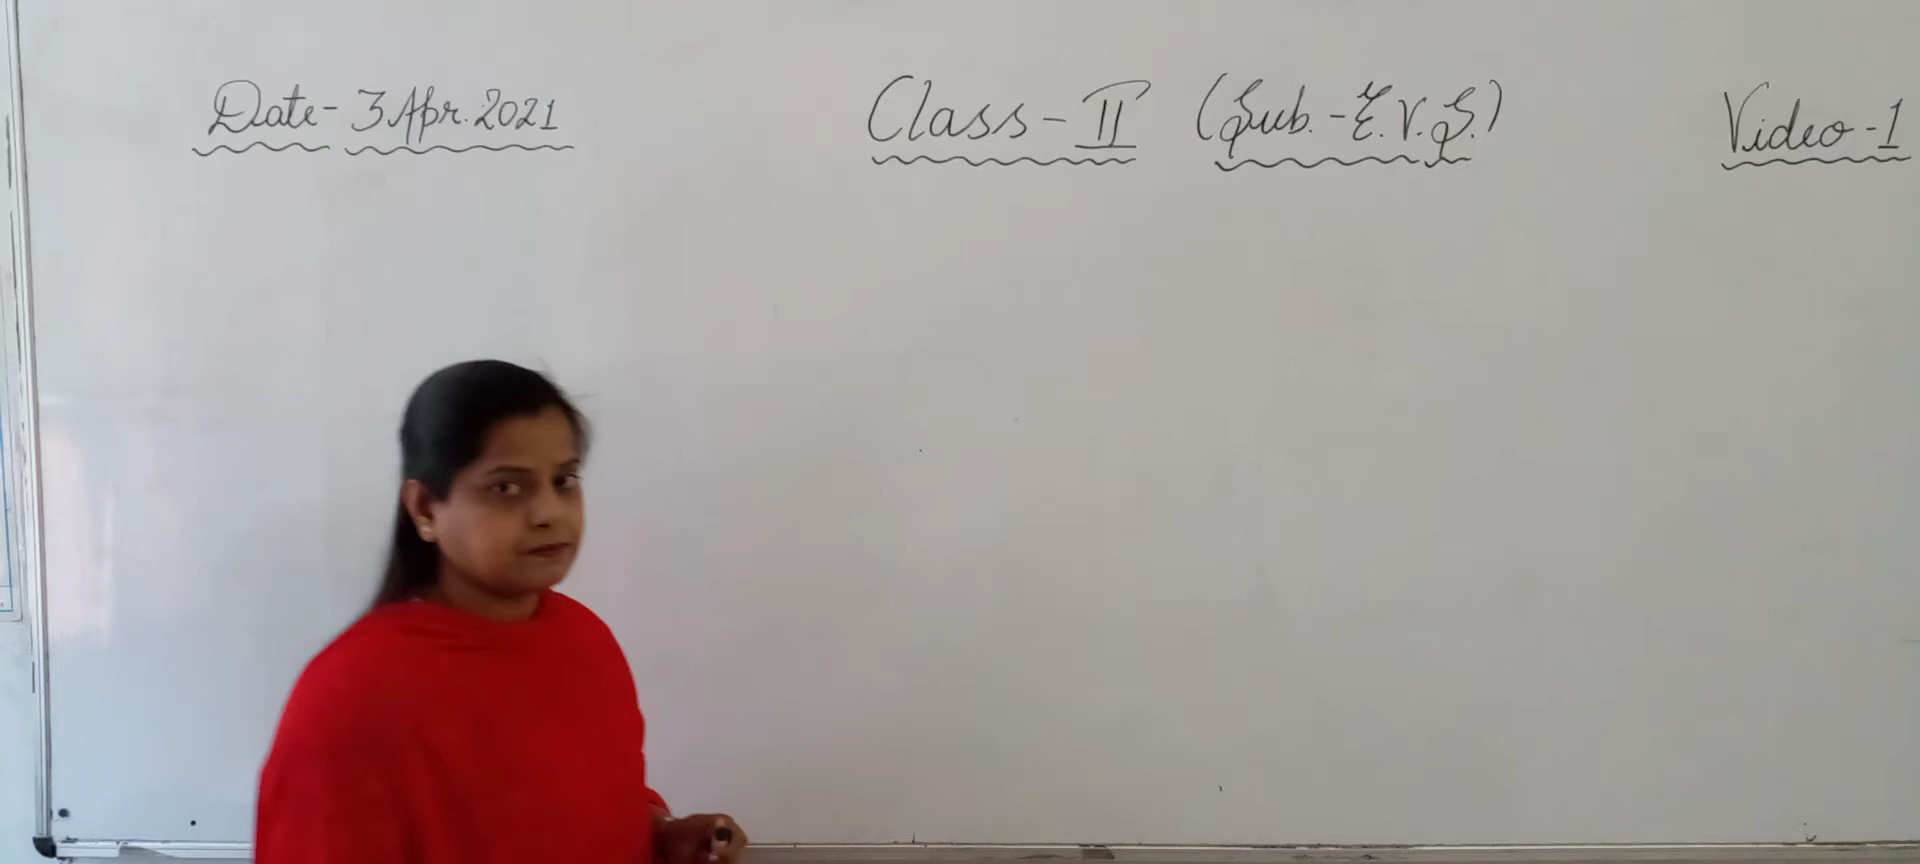 Date- 3 Apr. 2021 Class - II (Sub. - E.V.S.) Video - 1